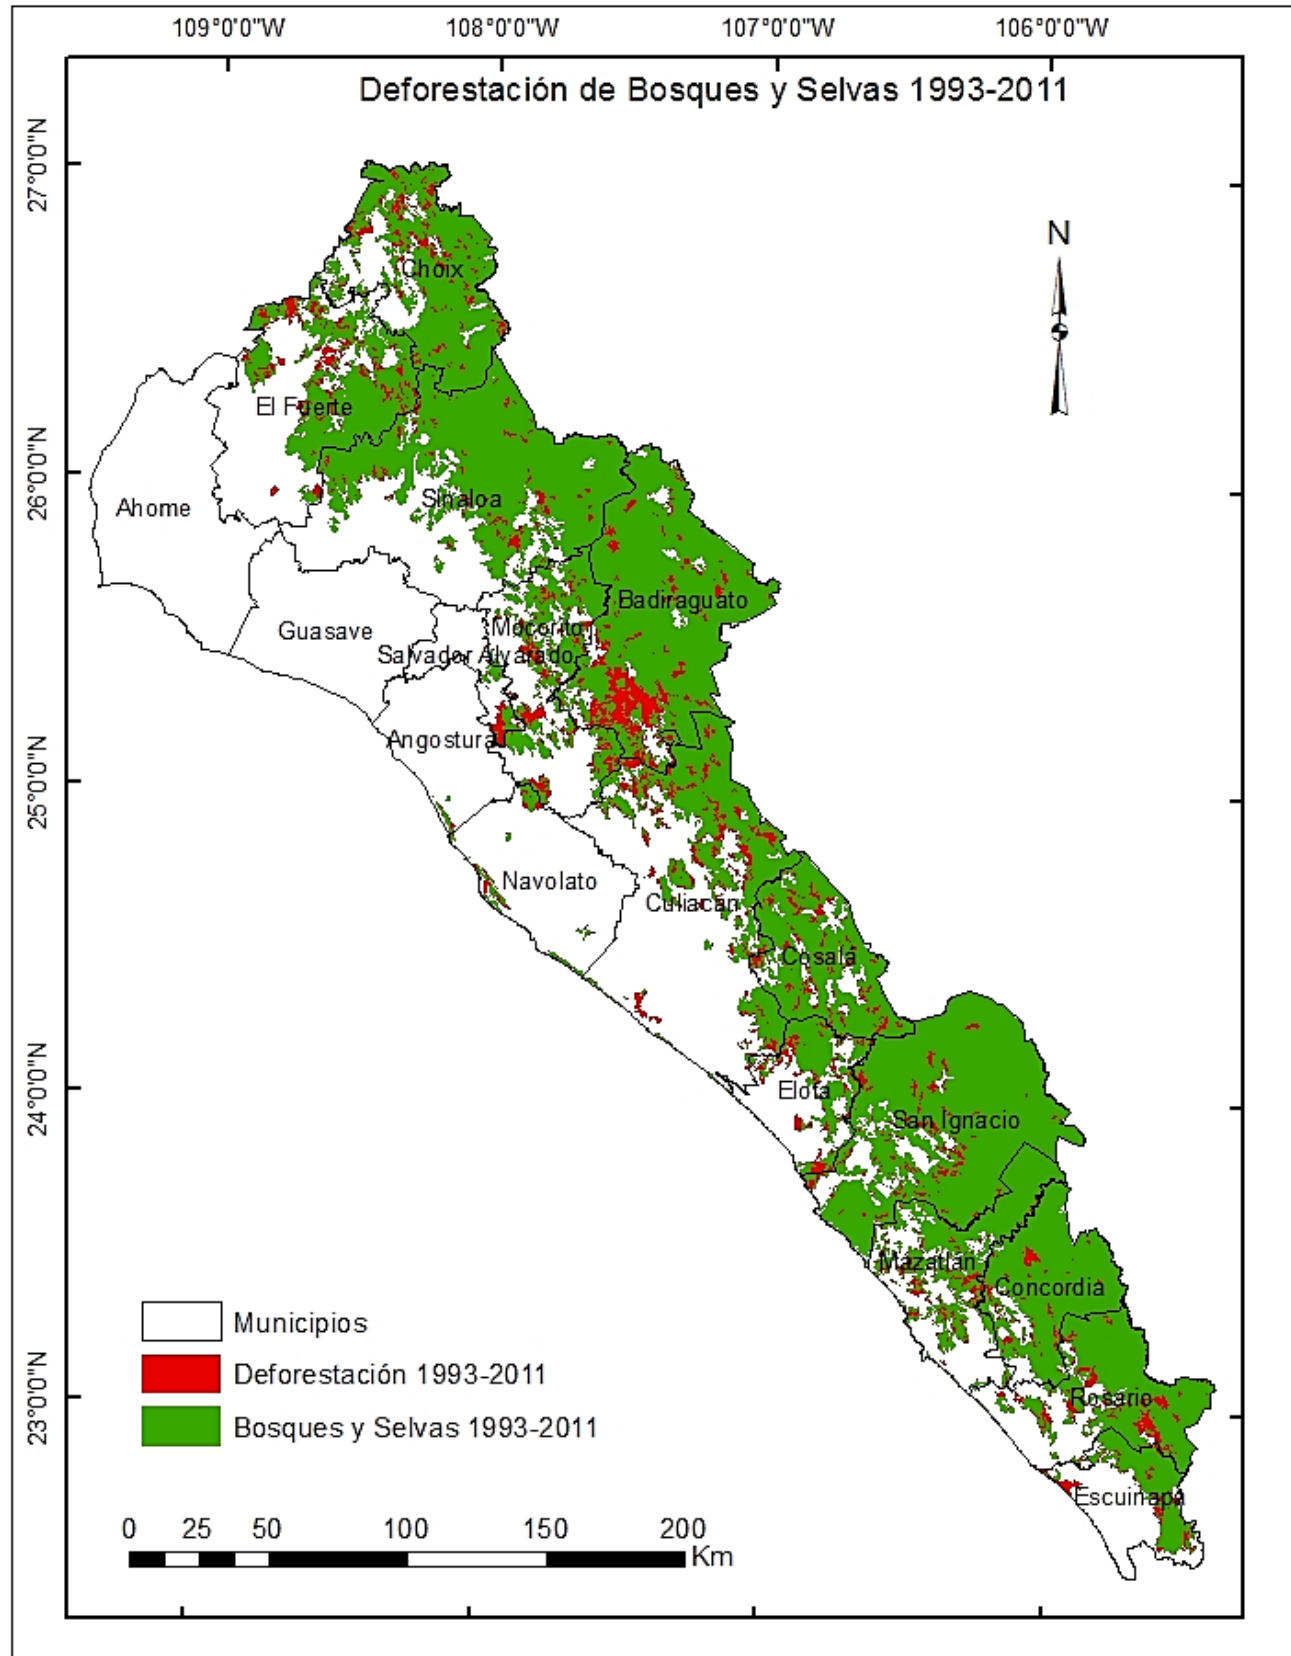 109°0'0"W 108°0'0"W 107°0'0"W 106°0'0"W
Deforestación de Bosques y Selvas 1993-2011
27°0'0"N
N
Choix
El Fuerte
26°0'0"N
Sinaloa
Ahome
Badiraguato
Guasave
Mocorito
Salvador Alvarado
Angostura
25°0'0"N
Navolato
Culiacán
Cosalá
24°0'0"N
Elota
San Ignacio
Mazatlán
Concordia
Municipios
Deforestación 1993-2011
23°0'0"N
Rosario
Bosques y Selvas 1993-2011
Escuinapa
0 25 50 100 150 200
Km